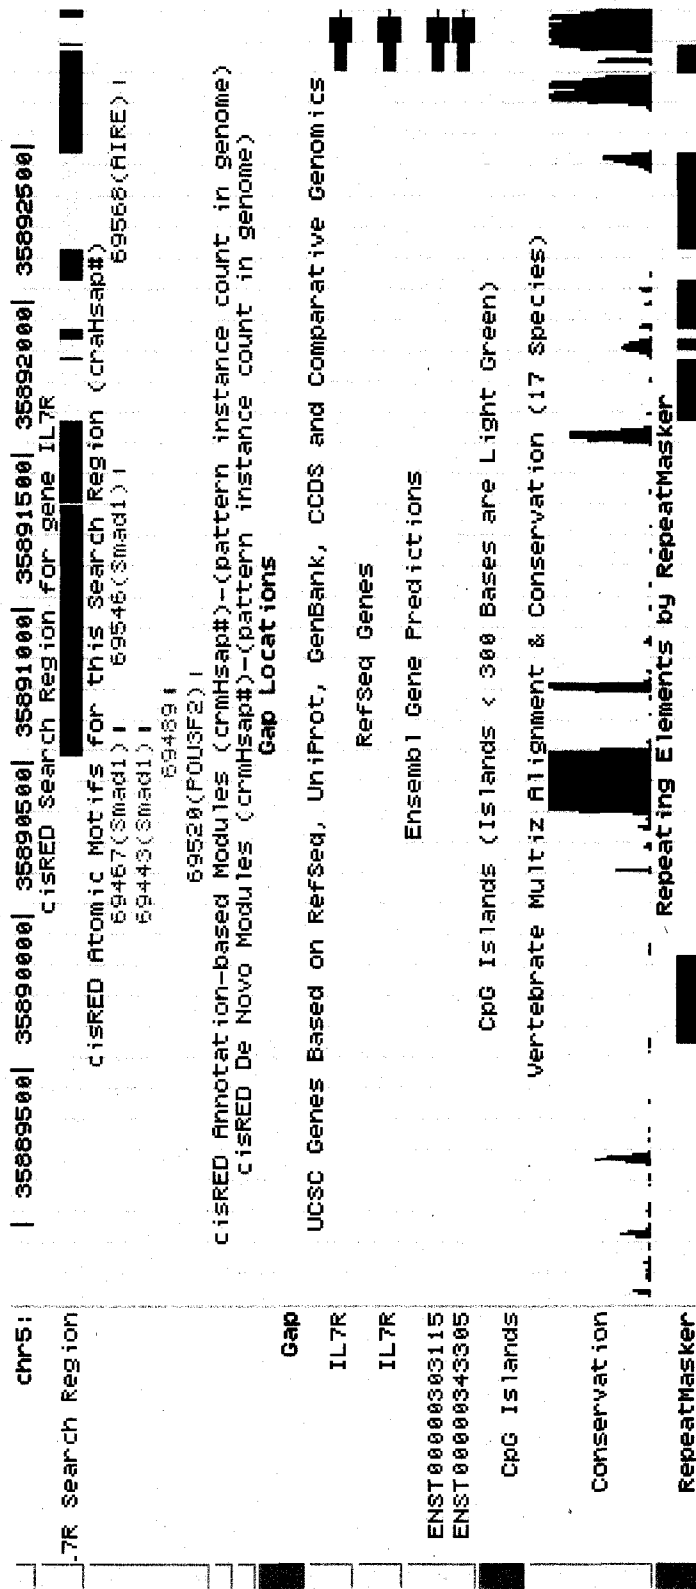 chr5: | 35889500| 35890000| 35890500| 35891000| 35891500| 35892000| 35892500|
cisRED Search Region for gene IL7R
.7R Search Region
cisRED Atomic Motifs for this Search Region (craHsap#)
69467(Smad1) 69546(Smad1) 69568(AIRE)
69443(Smad1)
69489
69520(POU3F2)
cisRED Annotation-based Modules (crmHsap#)-(pattern instance count in genome)
cisRED De Novo Modules (crmHsap#)-(pattern instance count in genome)
Gap Locations
Gap
UCSC Genes Based on RefSeq, UniProt, GenBank, CCDS and Comparative Genomics
IL7R
RefSeq Genes
IL7R
Ensembl Gene Predictions
ENST00000303115
ENST00000343305
CpG Islands (Islands < 300 Bases are Light Green)
CpG Islands
Vertebrate Multiz Alignment & Conservation (17 Species)
Conservation
Repeating Elements by RepeatMasker
RepeatMasker